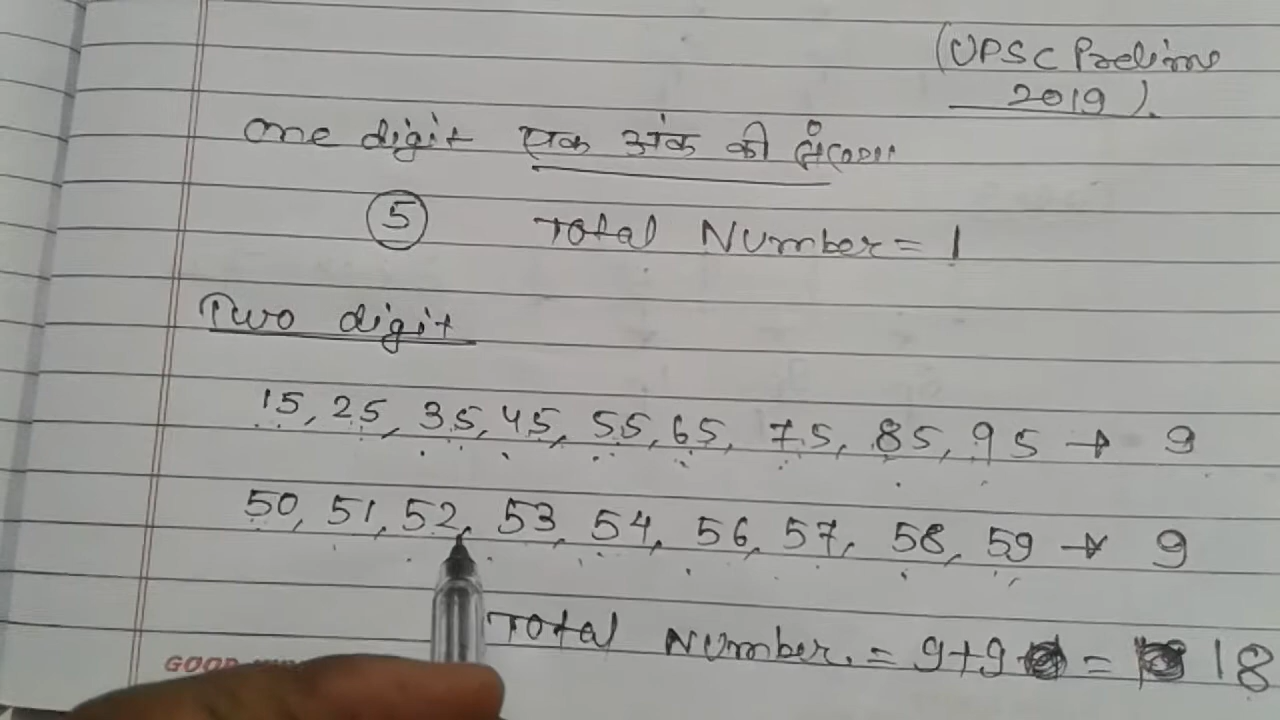 (UPSC Prelims
2019).
One digit एक अंक की संख्या
5 Total Number = 1
Two digit
15, 25, 35, 45, 55, 65, 75, 85, 95 → 9
50, 51, 52, 53, 54, 56, 57, 58, 59 → 9
Total Number. = 9+9 = 18
GOOD